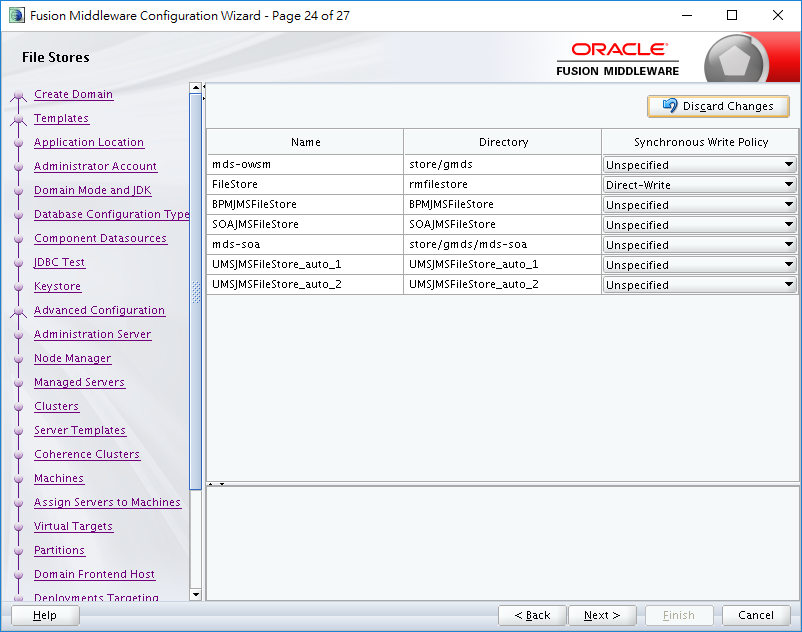 Fusion Middleware Configuration Wizard - Page 24 of 27
File Stores
ORACLE
FUSION MIDDLEWARE
Create Domain
Templates
Application Location
Administrator Account
Domain Mode and JDK
Database Configuration Type
Component Datasources
JDBC Test
Keystore
Advanced Configuration
Administration Server
Node Manager
Managed Servers
Clusters
Server Templates
Coherence Clusters
Machines
Assign Servers to Machines
Virtual Targets
Partitions
Domain Frontend Host
Deployments Targeting
Discard Changes
Name Directory Synchronous Write Policy
mds-owsm store/gmds Unspecified
FileStore rmfilestore Direct-Write
BPMJMSFileStore BPMJMSFileStore Unspecified
SOAJMSFileStore SOAJMSFileStore Unspecified
mds-soa store/gmds/mds-soa Unspecified
UMSJMSFileStore_auto_1 UMSJMSFileStore_auto_1 Unspecified
UMSJMSFileStore_auto_2 UMSJMSFileStore_auto_2 Unspecified
Help < Back Next > Finish Cancel